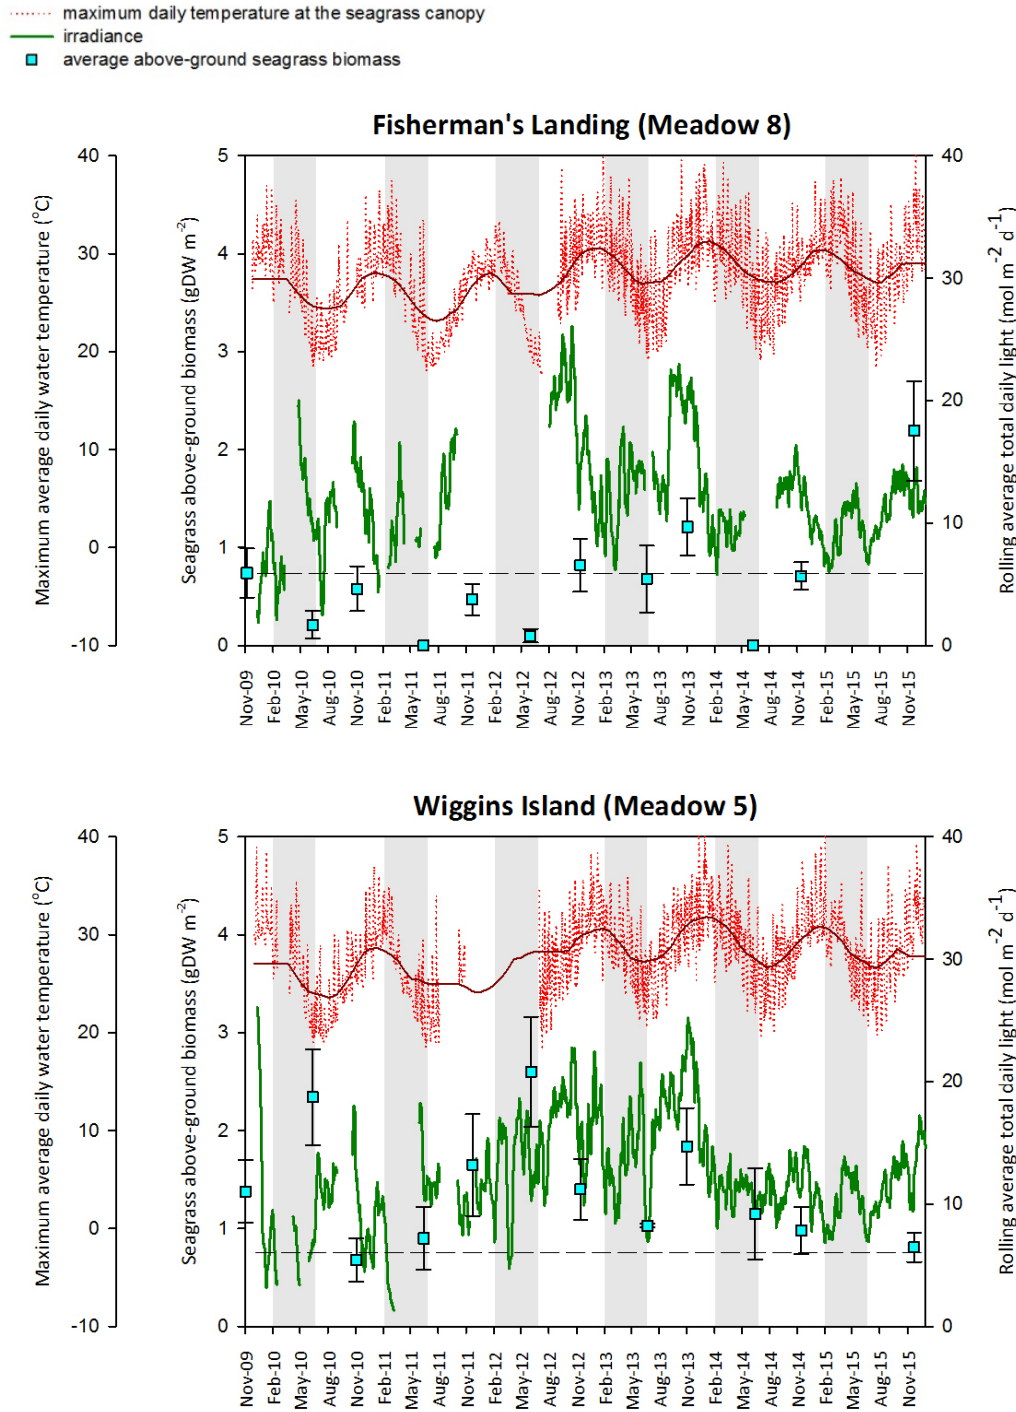 maximum daily temperature at the seagrass canopy
irradiance
average above-ground seagrass biomass
Fisherman's Landing (Meadow 8)
Maximum average daily water temperature (°C)
40
30
20
10
0
-10
Seagrass above-ground biomass (gDW m-2)
5
4
3
2
1
0
40
30
20
10
0
Rolling average total daily light (mol m-2 d-1)
Nov-09
Feb-10
May-10
Aug-10
Nov-10
Feb-11
May-11
Aug-11
Nov-11
Feb-12
May-12
Aug-12
Nov-12
Feb-13
May-13
Aug-13
Nov-13
Feb-14
May-14
Aug-14
Nov-14
Feb-15
May-15
Aug-15
Nov-15
Wiggins Island (Meadow 5)
Maximum average daily water temperature (°C)
40
30
20
10
0
-10
Seagrass above-ground biomass (gDW m-2)
5
4
3
2
1
0
40
30
20
10
0
Rolling average total daily light (mol m-2 d-1)
Nov-09
Feb-10
May-10
Aug-10
Nov-10
Feb-11
May-11
Aug-11
Nov-11
Feb-12
May-12
Aug-12
Nov-12
Feb-13
May-13
Aug-13
Nov-13
Feb-14
May-14
Aug-14
Nov-14
Feb-15
May-15
Aug-15
Nov-15